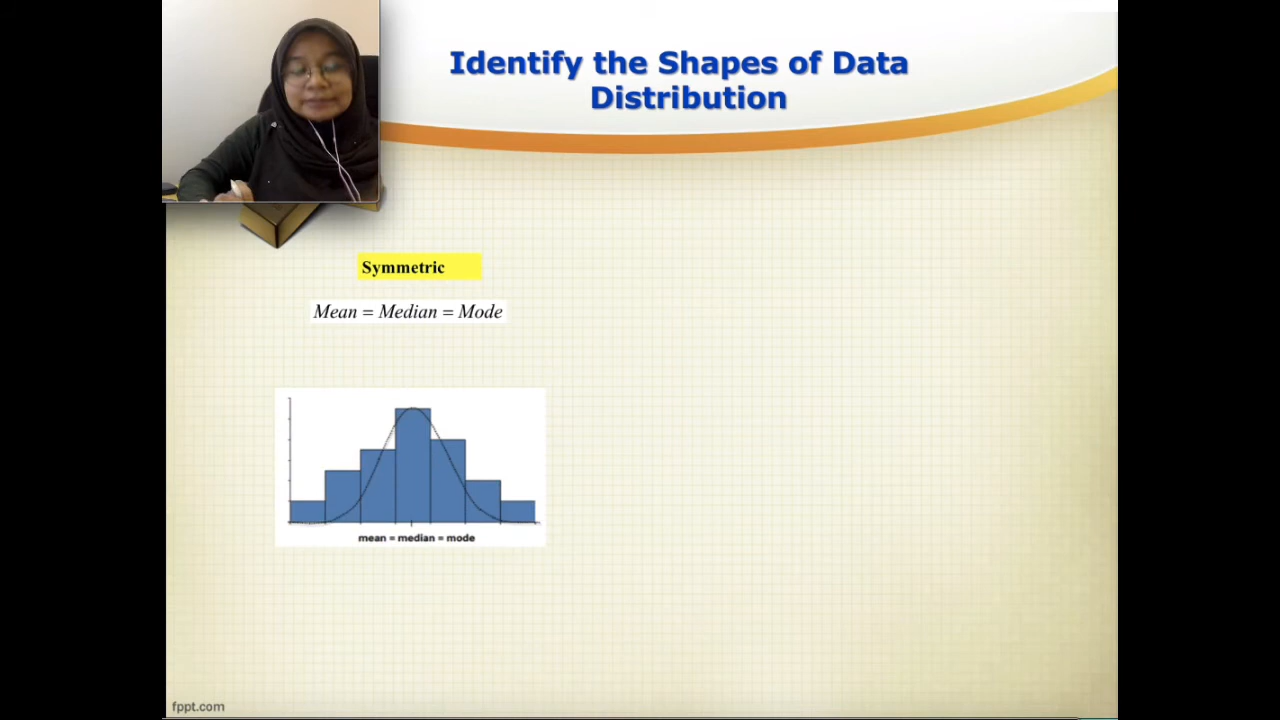 Identify the Shapes of Data
Distribution
Symmetric
Mean = Median = Mode
mean = median = mode
fppt.com